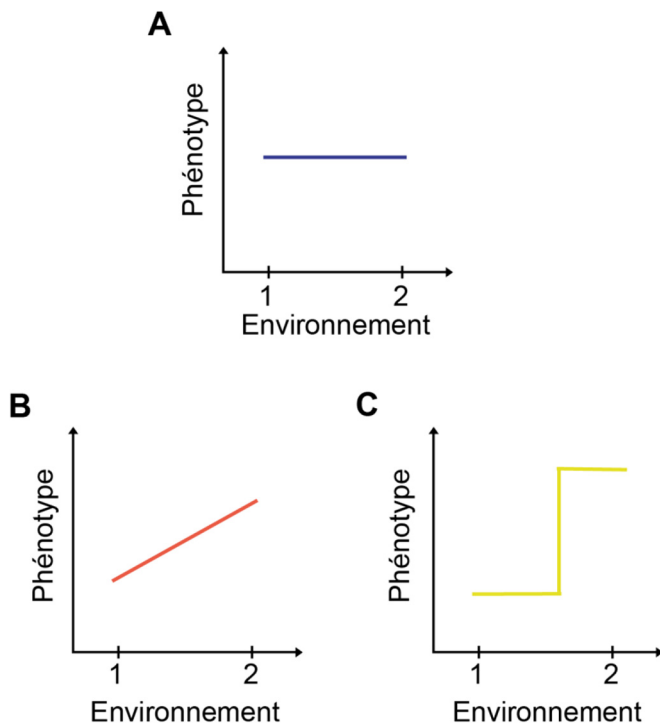 A
Phénotype
1 2
Environnement
B
Phénotype
1 2
Environnement
C
Phénotype
1 2
Environnement